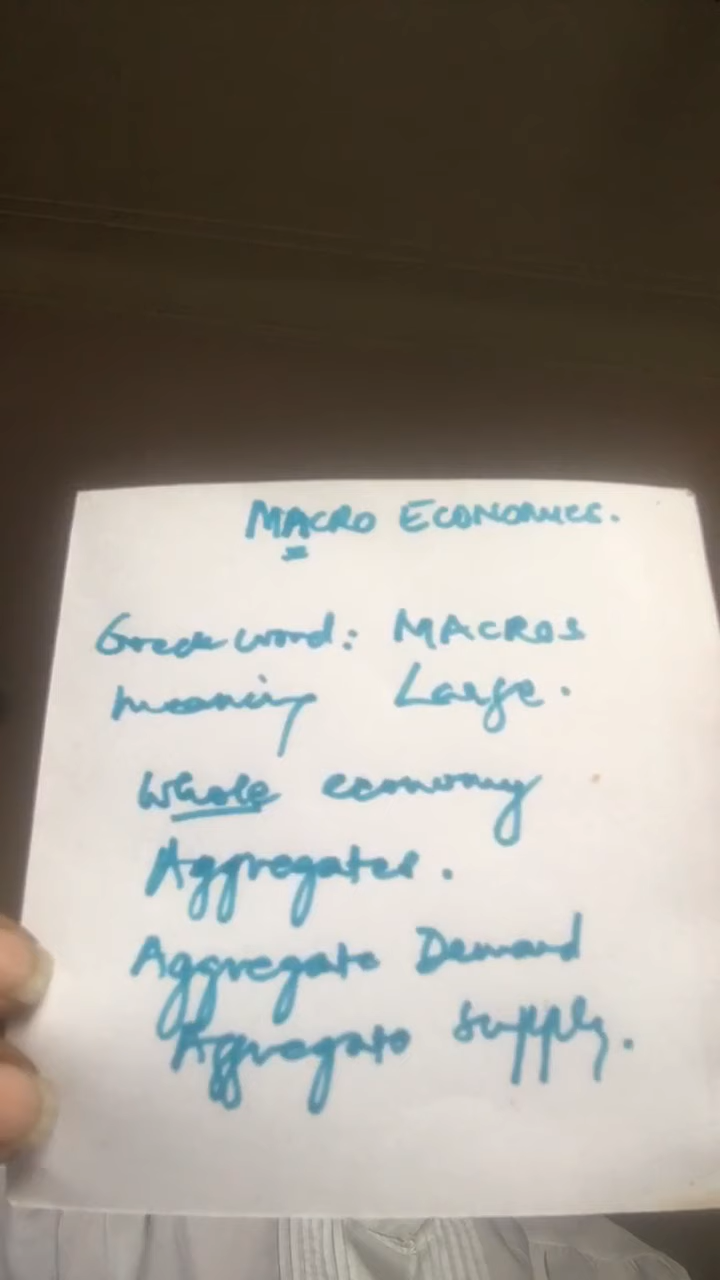 MACRO ECONOMICS.
Greek word: MACROS
meaning Large.
Whole economy
Aggregates.
Aggregate Demand
Aggregate Supply.